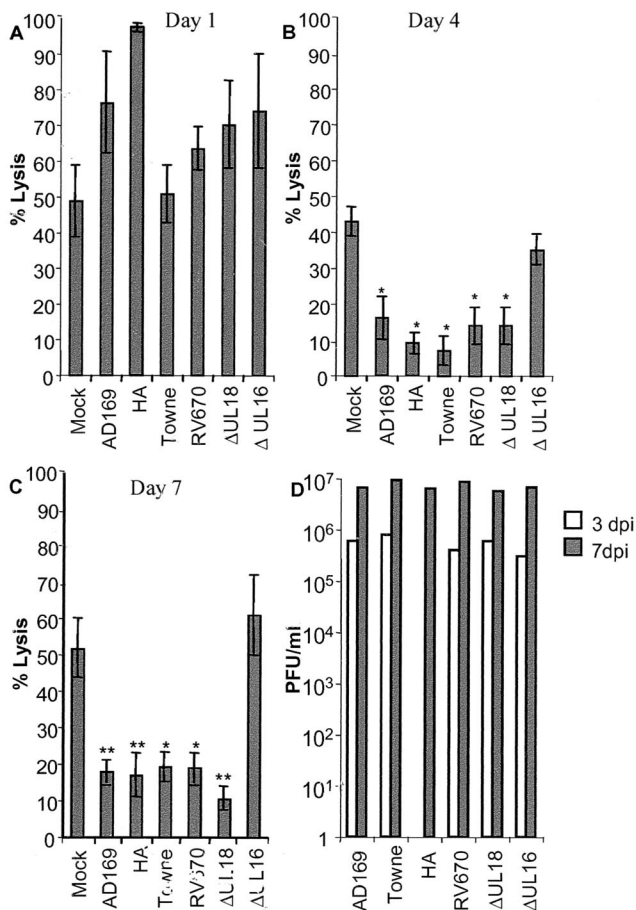 A
Day 1
100
90
80
70
60
50
40
30
20
10
0
% Lysis
Mock
AD169
HA
Towne
RV670
ΔUL18
Δ UL16
B
Day 4
100
90
80
70
60
50
40
30
20
10
0
% Lysis
*
*
*
*
*
Mock
AD169
HA
Towne
RV670
Δ UL18
Δ UL16
C
Day 7
100
90
80
70
60
50
40
30
20
10
0
% Lysis
**
**
*
*
**
Mock
AD169
HA
Towne
RV670
ΔUL18
ΔUL16
D
10⁷
10⁶
10⁵
10⁴
10³
10²
10¹
1
PFU/ml
AD169
Towne
HA
RV670
ΔUL18
ΔUL16
3 dpi
7dpi